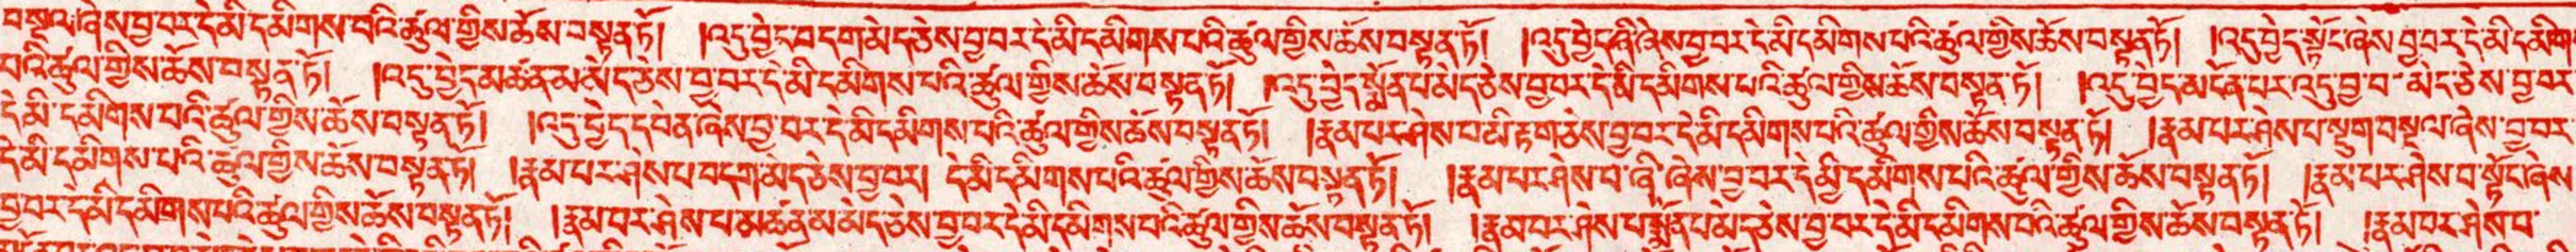 བསྔལ་ཞེས་བྱ་བར་དེ་མི་དམིགས་པའི་ཚུལ་གྱིས་ཆོས་བསྟན་ཏོ། །འདུ་བྱེད་བདག་མེད་ཅེས་བྱ་བར་དེ་མི་དམིགས་པའི་ཚུལ་གྱིས་ཆོས་བསྟན་ཏོ། །འདུ་བྱེད་ཞི་ཞེས་བྱ་བར་དེ་མི་དམིགས་པའི་ཚུལ་གྱིས་ཆོས་བསྟན་ཏོ། །འདུ་བྱེད་སྟོང་ཞེས་བྱ་བར་དེ་མི་དམིགས་
པའི་ཚུལ་གྱིས་ཆོས་བསྟན་ཏོ། །འདུ་བྱེད་མཚན་མ་མེད་ཅེས་བྱ་བར་དེ་མི་དམིགས་པའི་ཚུལ་གྱིས་ཆོས་བསྟན་ཏོ། །འདུ་བྱེད་སྨོན་པ་མེད་ཅེས་བྱ་བར་དེ་མི་དམིགས་པའི་ཚུལ་གྱིས་ཆོས་བསྟན་ཏོ། །འདུ་བྱེད་མངོན་པར་འདུ་བྱ་བ་མེད་ཅེས་བྱ་བར་
དེ་མི་དམིགས་པའི་ཚུལ་གྱིས་ཆོས་བསྟན་ཏོ། །འདུ་བྱེད་དབེན་ཞེས་བྱ་བར་དེ་མི་དམིགས་པའི་ཚུལ་གྱིས་ཆོས་བསྟན་ཏོ། །རྣམ་པར་ཤེས་པ་མི་རྟག་ཅེས་བྱ་བར་དེ་མི་དམིགས་པའི་ཚུལ་གྱིས་ཆོས་བསྟན་ཏོ། །རྣམ་པར་ཤེས་པ་སྡུག་བསྔལ་ཞེས་བྱ་བར་
དེ་མི་དམིགས་པའི་ཚུལ་གྱིས་ཆོས་བསྟན་ཏོ། །རྣམ་པར་ཤེས་པ་བདག་མེད་ཅེས་བྱ་བར། དེ་མི་དམིགས་པའི་ཚུལ་གྱིས་ཆོས་བསྟན་ཏོ། །རྣམ་པར་ཤེས་པ་ཞི་ཞེས་བྱ་བར་དེ་མི་དམིགས་པའི་ཚུལ་གྱིས་ཆོས་བསྟན་ཏོ། །རྣམ་པར་ཤེས་པ་སྟོང་ཞེས་
བྱ་བར་དེ་མི་དམིགས་པའི་ཚུལ་གྱིས་ཆོས་བསྟན་ཏོ། །རྣམ་པར་ཤེས་པ་མཚན་མ་མེད་ཅེས་བྱ་བར་དེ་མི་དམིགས་པའི་ཚུལ་གྱིས་ཆོས་བསྟན་ཏོ། །རྣམ་པར་ཤེས་པ་སྨོན་པ་མེད་ཅེས་བྱ་བར་དེ་མི་དམིགས་པའི་ཚུལ་གྱིས་ཆོས་བསྟན་ཏོ། །རྣམ་པར་ཤེས་པ་